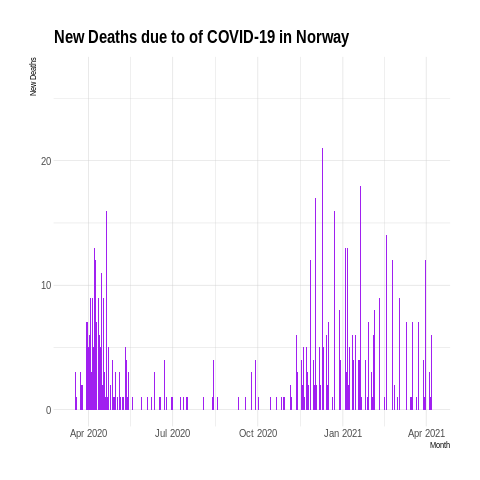 New Deaths due to of COVID-19 in Norway
New Deaths
20
10
0
Apr 2020 Jul 2020 Oct 2020 Jan 2021 Apr 2021
Month